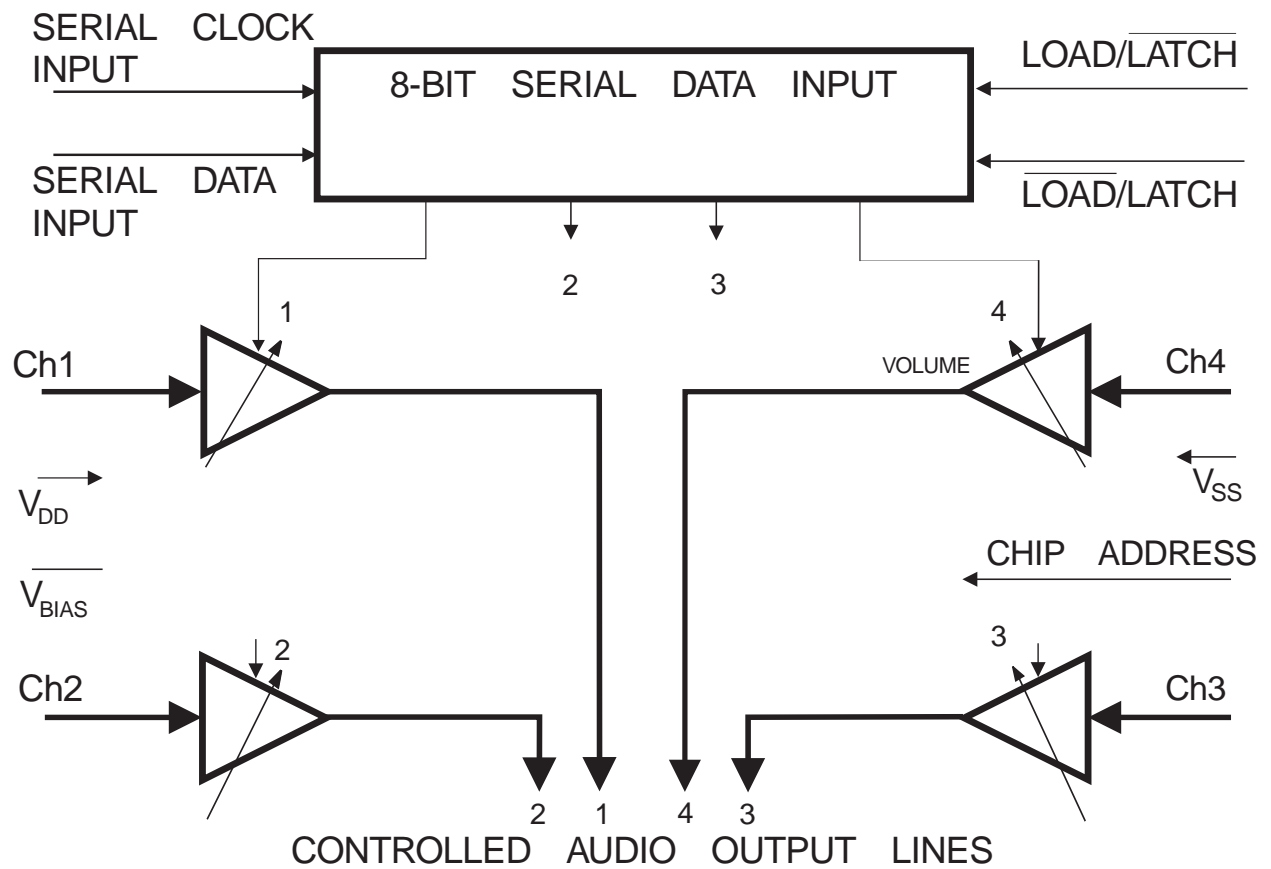 SERIAL CLOCK
INPUT
LOAD/LATCH
8-BIT SERIAL DATA INPUT
SERIAL DATA
INPUT
LOAD/LATCH
2
3
1
4
Ch1
VOLUME
Ch4
VDD
VSS
CHIP ADDRESS
VBIAS
2
3
Ch2
Ch3
2 1 4 3
CONTROLLED AUDIO OUTPUT LINES